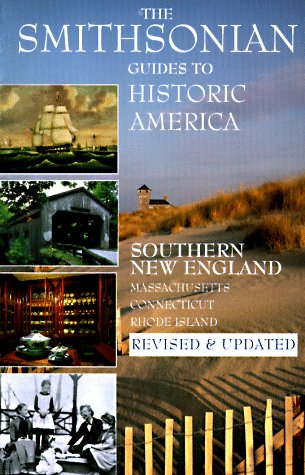 THE
SMITHSONIAN
GUIDES TO
HISTORIC
AMERICA
SOUTHERN
NEW ENGLAND
MASSACHUSETTS
CONNECTICUT
RHODE ISLAND
REVISED & UPDATED